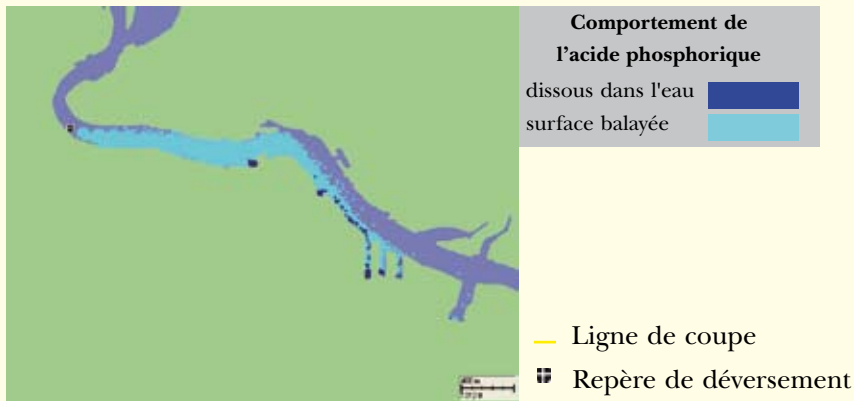 Comportement de
l'acide phosphorique
dissous dans l'eau
surface balayée
Ligne de coupe
Repère de déversement